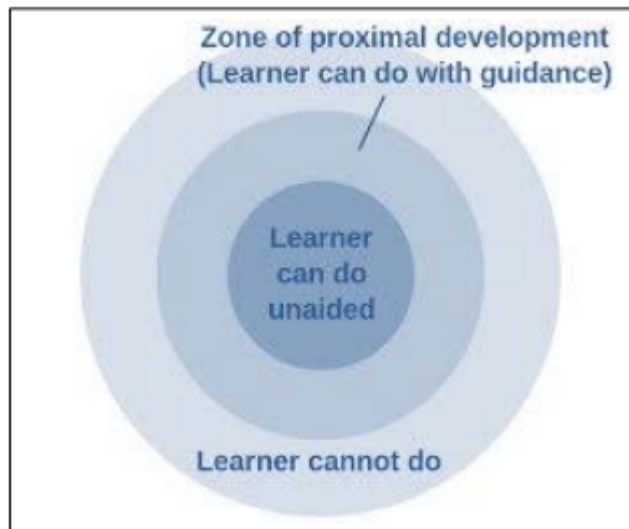 Zone of proximal development
(Learner can do with guidance)
Learner
can do
unaided
Learner cannot do